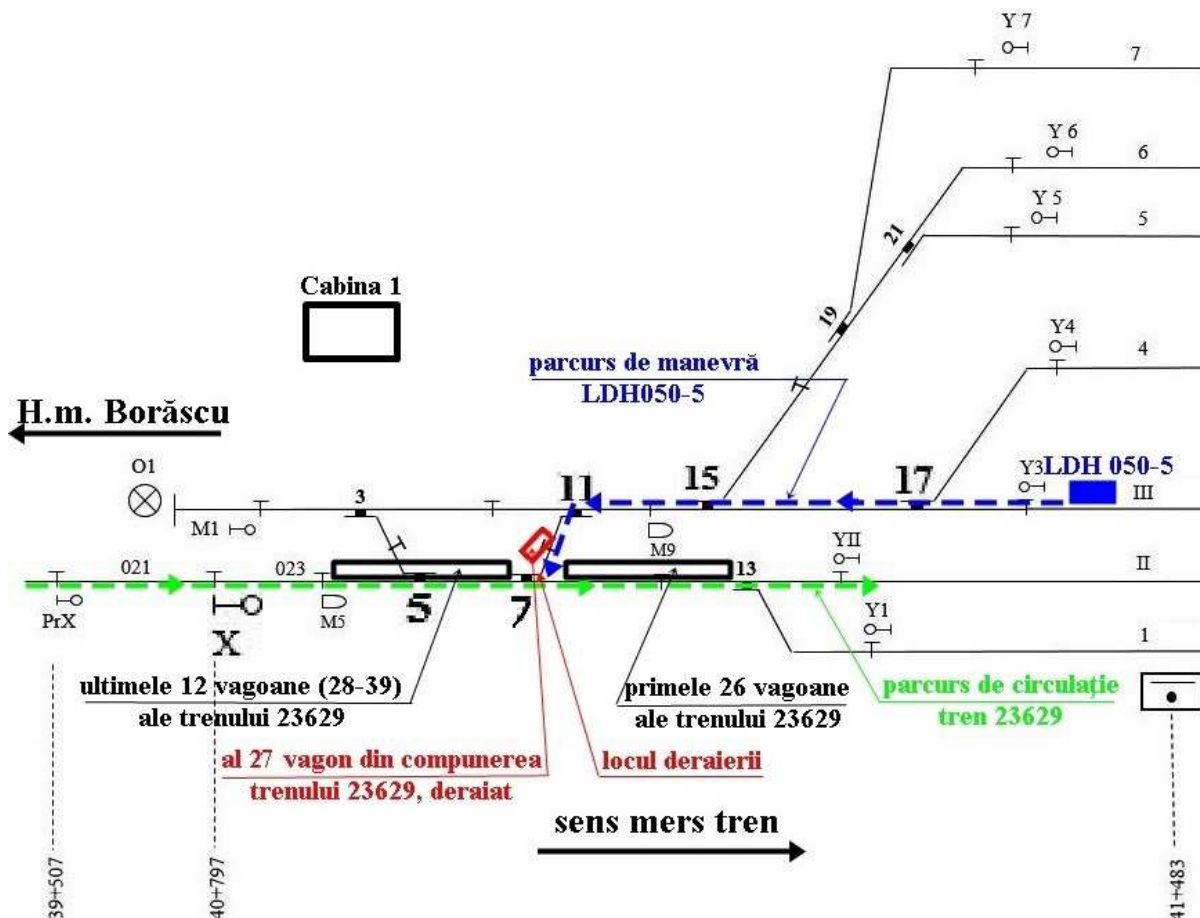 Y 7
7
Y 6
6
Y 5
5
21
19
Cabina 1
Y4
4
parcurs de manevră
LDH050-5
H.m. Borăscu
O1
3
11
15
17
Y3
LDH 050-5
III
M1
M9
YII
II
021
023
13
PrX
X
M5
5
7
Y1
1
ultimele 12 vagoane (28-39)
ale trenului 23629
primele 26 vagoane
ale trenului 23629
parcurs de circulație
tren 23629
al 27 vagon din compunerea
trenului 23629, deraiat
locul deraierii
sens mers tren
39+507
40+797
41+483